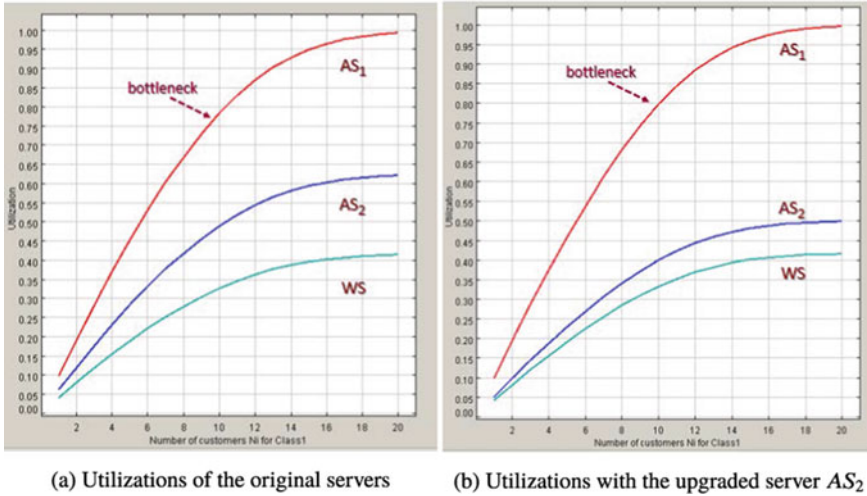 1.00
0.95
0.90
0.85
0.80
0.75
0.70
0.65
0.60
0.55
0.50
0.45
0.40
0.35
0.30
0.25
0.20
0.15
0.10
0.05
0.00
Utilization
bottleneck
AS1
AS2
WS
2 4 6 8 10 12 14 16 18 20
Number of customers Ni for Class1
(a) Utilizations of the original servers
1.00
0.95
0.90
0.85
0.80
0.75
0.70
0.65
0.60
0.55
0.50
0.45
0.40
0.35
0.30
0.25
0.20
0.15
0.10
0.05
0.00
Utilization
bottleneck
AS1
AS2
WS
2 4 6 8 10 12 14 16 18 20
Number of customers Ni for Class1
(b) Utilizations with the upgraded server AS2